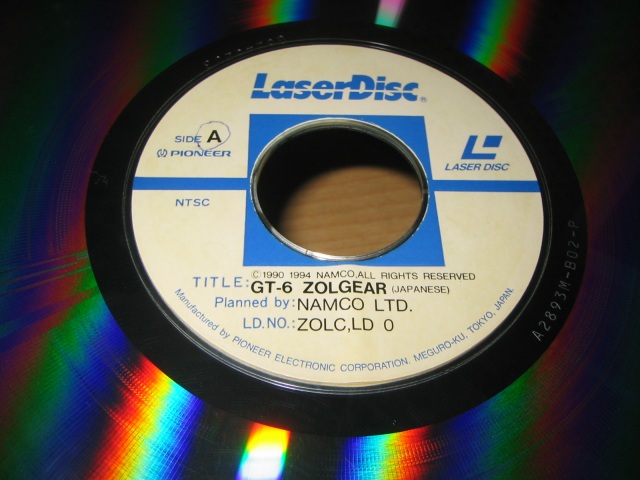 LaserDisc®
SIDE A
PIONEER
LASER DISC
NTSC
©1990 1994 NAMCO,ALL RIGHTS RESERVED
TITLE: GT-6 ZOLGEAR (JAPANESE)
Planned by: NAMCO LTD.
LD.NO.: ZOLC,LD 0
Manufactured by PIONEER ELECTRONIC CORPORATION. MEGURO-KU, TOKYO, JAPAN.
A2893M-B02-P